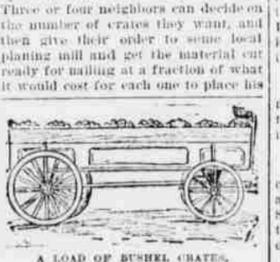 Three or four neighbors can decide on
the number of crates they want, and
then give their order to some local
planing mill and get the material cut
ready for nailing at a fraction of what
it would cost for each one to place his
A LOAD OF BUSHEL CRATES.